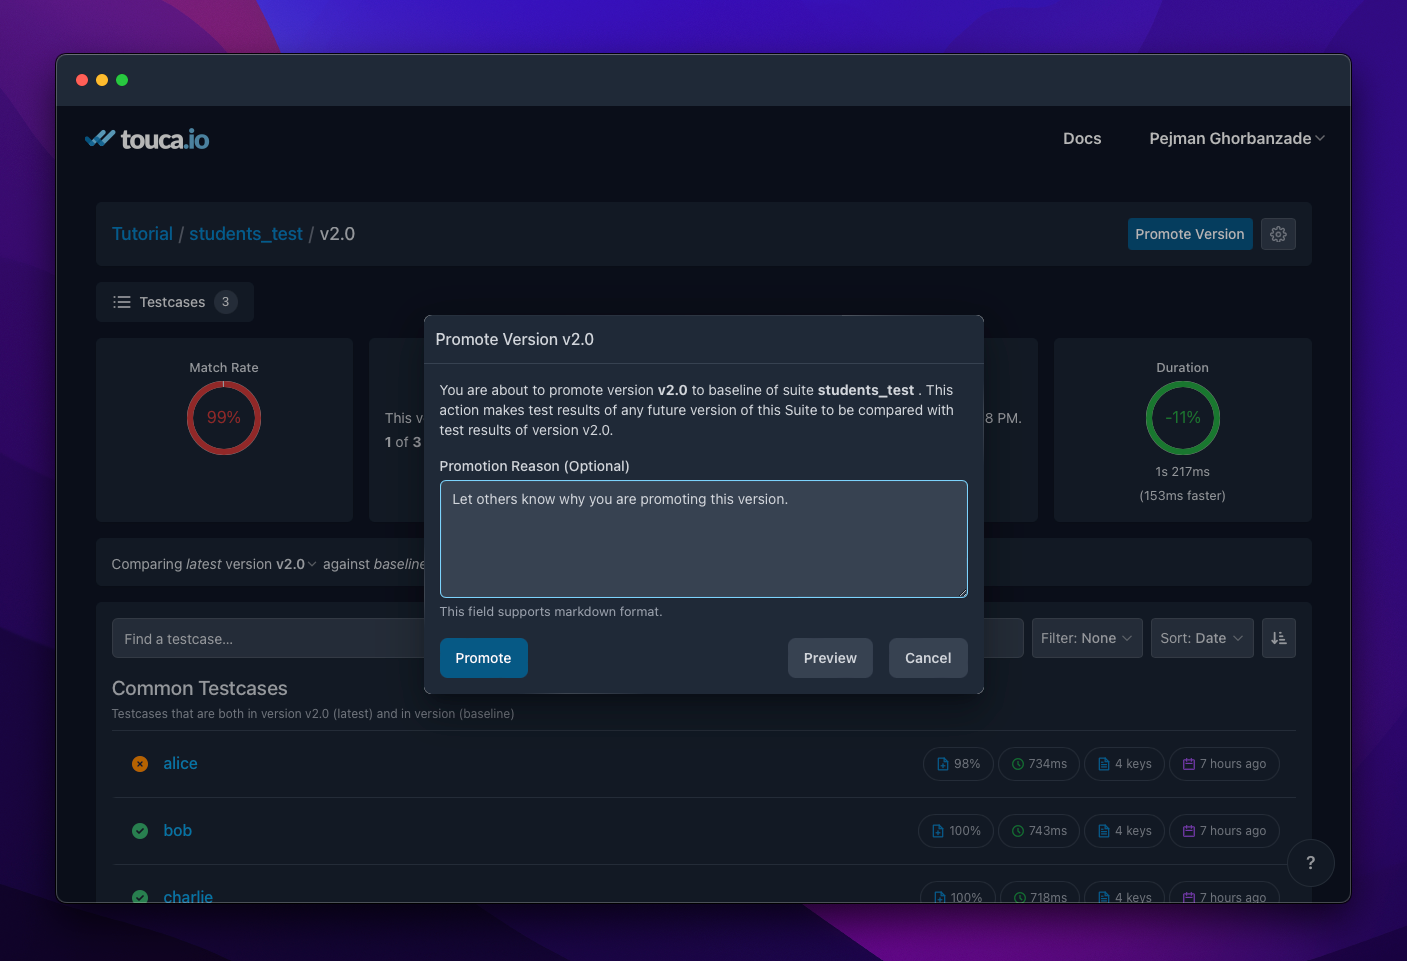 touca.io
Docs
Pejman Ghorbanzade
Tutorial / students_test / v2.0
Promote Version
Testcases 3
Match Rate
99%
This v
1 of 3
8 PM.
Duration
-11%
1s 217ms
(153ms faster)
Promote Version v2.0
You are about to promote version v2.0 to baseline of suite students_test . This
action makes test results of any future version of this Suite to be compared with
test results of version v2.0.
Promotion Reason (Optional)
Let others know why you are promoting this version.
This field supports markdown format.
Promote
Preview
Cancel
Comparing latest version v2.0 against baseline
Find a testcase...
Filter: None
Sort: Date
Common Testcases
Testcases that are both in version v2.0 (latest) and in version (baseline)
alice 98% 734ms 4 keys 7 hours ago
bob 100% 743ms 4 keys 7 hours ago
?
charlie 100% 718ms 4 keys 7 hours ago